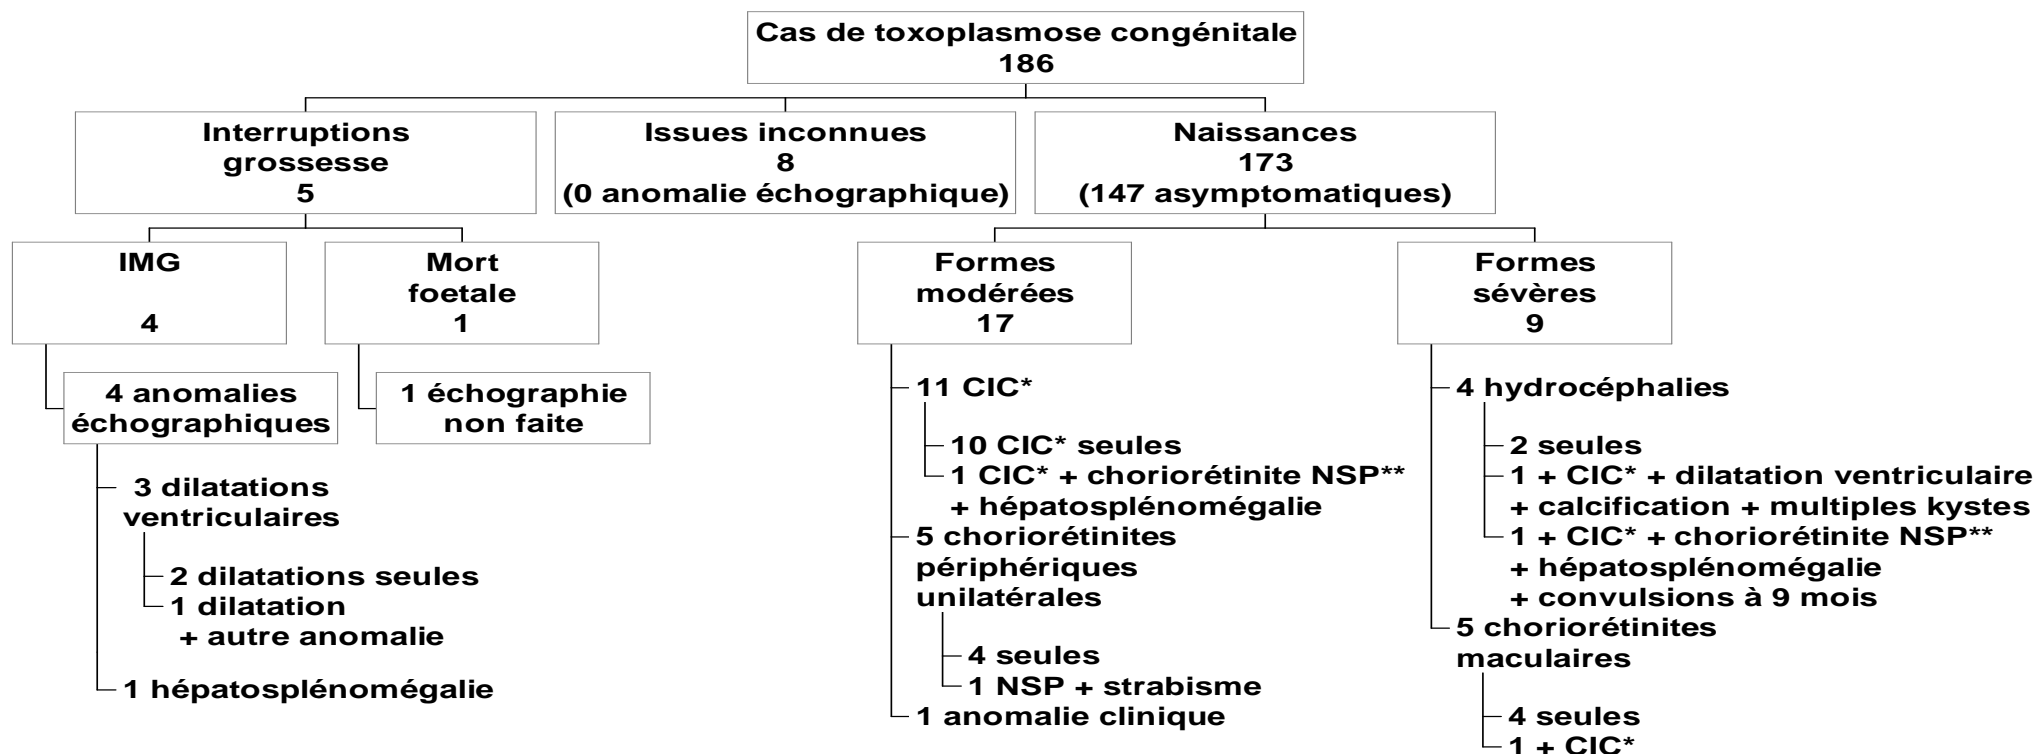 Cas de toxoplasmose congénitale
186
Interruptions
grossesse
5
Issues inconnues
8
(0 anomalie échographique)
Naissances
173
(147 asymptomatiques)
IMG
4
Mort
foetale
1
Formes
modérées
17
Formes
sévères
9
4 anomalies
échographiques
1 échographie
non faite
3 dilatations
ventriculaires
2 dilatations seules
1 dilatation
+ autre anomalie
1 hépatosplénomégalie
11 CIC*
10 CIC* seules
1 CIC* + choriorétinite NSP**
+ hépatosplénomégalie
5 choriorétinites
périphériques
unilatérales
4 seules
1 NSP + strabisme
1 anomalie clinique
4 hydrocéphalies
2 seules
1 + CIC* + dilatation ventriculaire
+ calcification + multiples kystes
1 + CIC* + choriorétinite NSP**
+ hépatosplénomégalie
+ convulsions à 9 mois
5 choriorétinites
maculaires
4 seules
1 + CIC*